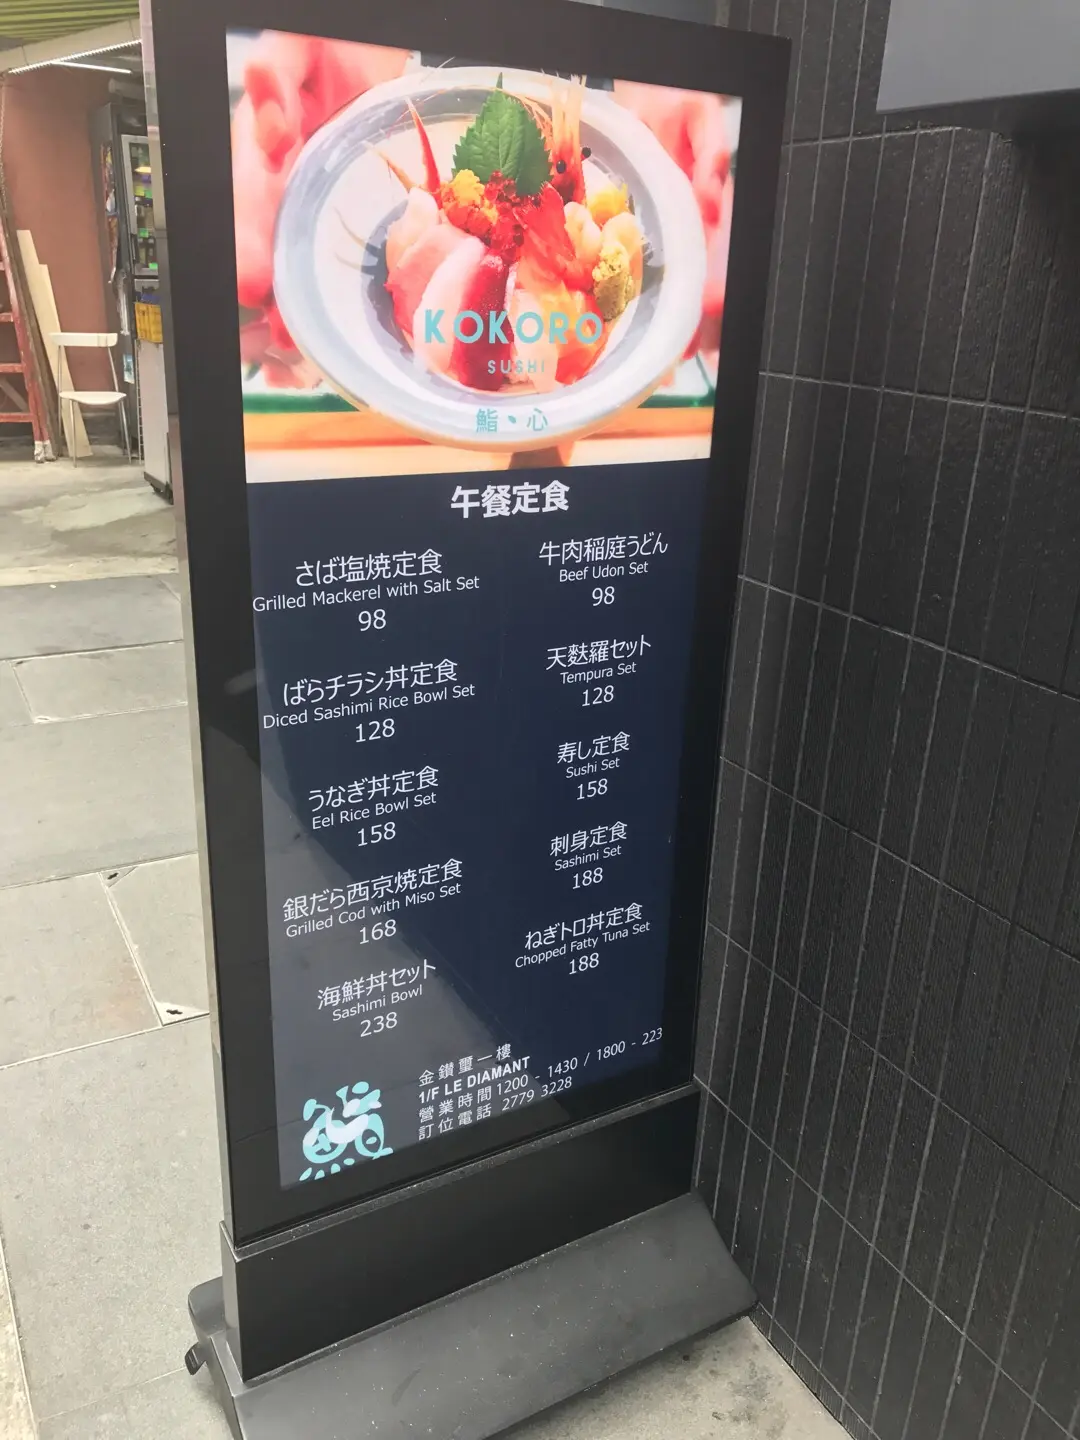 KOKORO
SUSHI
鮨・心
午餐定食
さば塩焼定食
Grilled Mackerel with Salt Set
98
ばらチラシ丼定食
Diced Sashimi Rice Bowl Set
128
うなぎ丼定食
Eel Rice Bowl Set
158
銀だら西京焼定食
Grilled Cod with Miso Set
168
海鮮丼セット
Sashimi Bowl
238
牛肉稲庭うどん
Beef Udon Set
98
天麩羅セット
Tempura Set
128
寿し定食
Sushi Set
158
刺身定食
Sashimi Set
188
ねぎトロ丼定食
Chopped Fatty Tuna Set
188
金鑽璽一樓
1/F LE DIAMANT
營業時間 1200 - 1430 / 1800 - 223
訂位電話 2779 3228